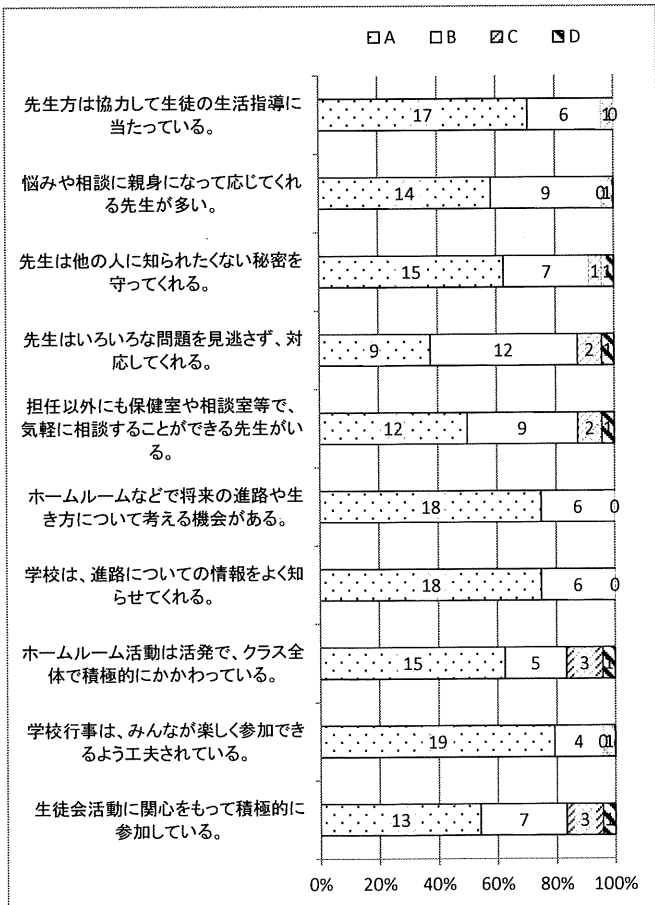 A B C D
先生方は協力して生徒の生活指導に
当たっている。
17 6 1 0
悩みや相談に親身になって応じてくれ
る先生が多い。
14 9 0 1
先生は他の人に知られたくない秘密を
守ってくれる。
15 7 1 1
先生はいろいろな問題を見逃さず、対
応してくれる。
9 12 2 1
担任以外にも保健室や相談室等で、
気軽に相談することができる先生がい
る。
12 9 2 1
ホームルームなどで将来の進路や生
き方について考える機会がある。
18 6 0
学校は、進路についての情報をよく知
らせてくれる。
18 6 0
ホームルーム活動は活発で、クラス全
体で積極的にかかわっている。
15 5 3 1
学校行事は、みんなが楽しく参加でき
るよう工夫されている。
19 4 0 1
生徒会活動に関心をもって積極的に
参加している。
13 7 3 1
0% 20% 40% 60% 80% 100%